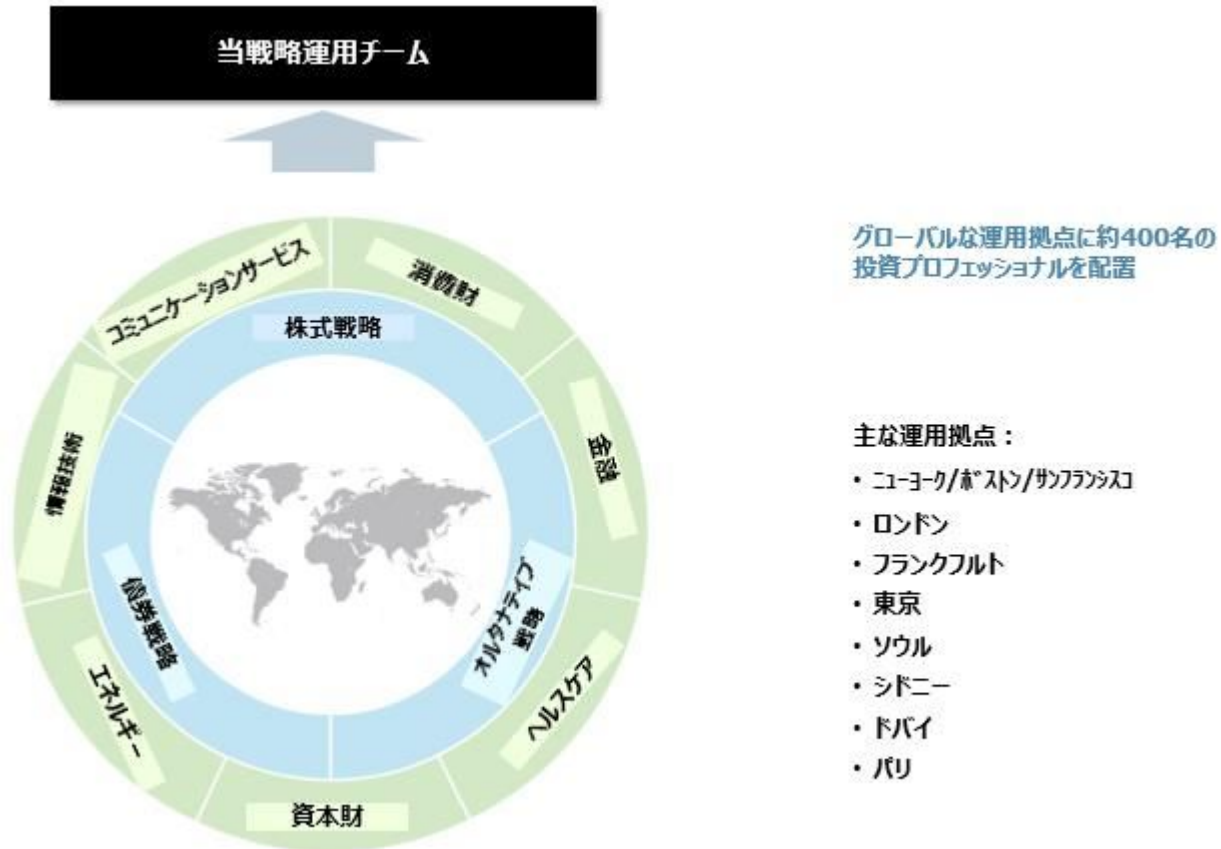 当戦略運用チーム
グローバルな運用拠点に約400名の
投資プロフェッショナルを配置
コミュニケーションサービス
消費財
株式戦略
情報技術
金融
債券戦略
オルタナティブ
戦略
エネルギー
ヘルスケア
資本財
主な運用拠点：
・ ﾆｭｰﾖｰｸ/ﾎﾞｽﾄﾝ/ｻﾝﾌﾗﾝｼｽｺ
・ ロンドン
・ フランクフルト
・ 東京
・ ソウル
・ シドニー
・ ドバイ
・ パリ